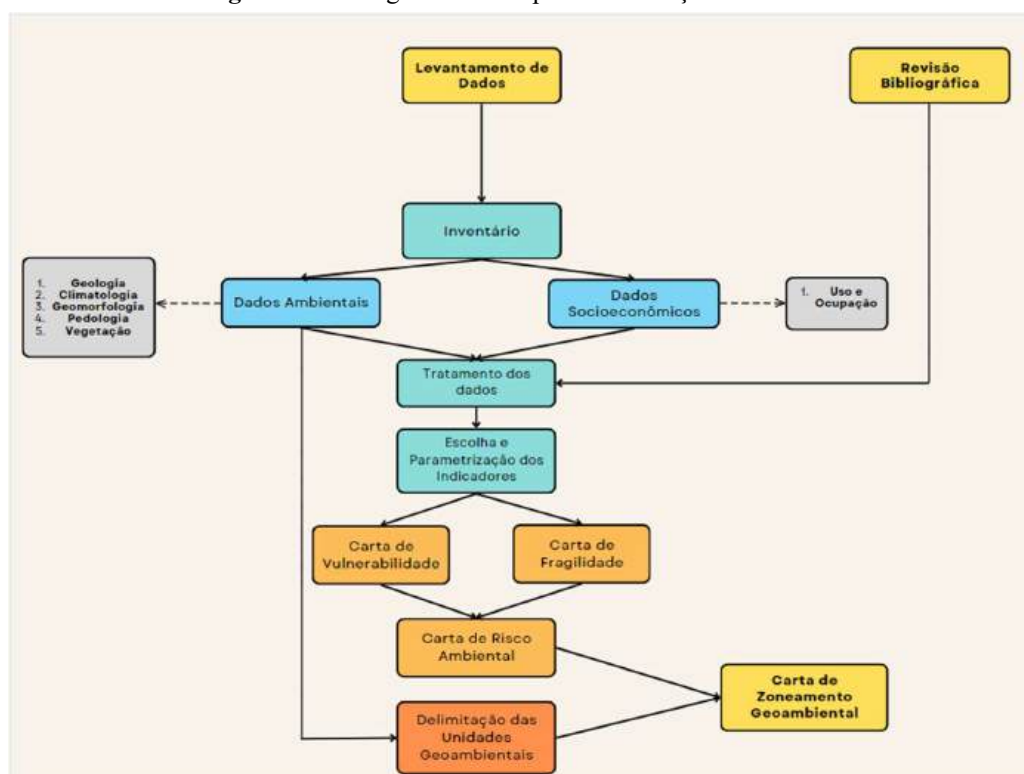 Levantamento de
Dados
Revisão
Bibliográfica
Inventário
1. Geologia
2. Climatologia
3. Geomorfologia
4. Pedologia
5. Vegetação
Dados Ambientais
Dados
Socioeconômicos
1. Uso e
Ocupação
Tratamento dos
dados
Escolha e
Parametrização dos
Indicadores
Carta de
Vulnerabilidade
Carta de
Fragilidade
Carta de Risco
Ambiental
Carta de
Zoneamento
Geoambiental
Delimitação das
Unidades
Geoambientais